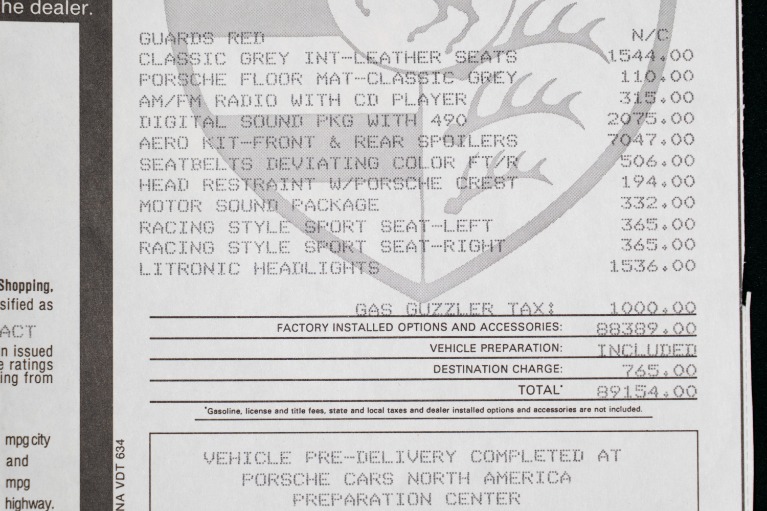 he dealer.
GUARDS RED N/C
CLASSIC GREY INT-LEATHER SEATS 1544.00
PORSCHE FLOOR MAT-CLASSIC GREY 110.00
AM/FM RADIO WITH CD PLAYER 315.00
DIGITAL SOUND PKG WITH 490 2075.00
AERO KIT-FRONT & REAR SPOILERS 7047.00
SEATBELTS DEVIATING COLOR FT/R 506.00
HEAD RESTRAINT W/PORSCHE CREST 194.00
MOTOR SOUND PACKAGE 332.00
RACING STYLE SPORT SEAT-LEFT 365.00
RACING STYLE SPORT SEAT-RIGHT 365.00
LITRONIC HEADLIGHTS 1536.00
GAS GUZZLER TAX: 1000.00
FACTORY INSTALLED OPTIONS AND ACCESSORIES: 88389.00
VEHICLE PREPARATION: INCLUDED
DESTINATION CHARGE: 765.00
TOTAL* 89154.00
*Gasoline, license and title fees, state and local taxes and dealer installed options and accessories are not included.
VEHICLE PRE-DELIVERY COMPLETED AT
PORSCHE CARS NORTH AMERICA
PREPARATION CENTER
Shopping,
sified as
ACT
n issued
e ratings
ing from
mpg city
and
mpg
highway.
NA VDT 634